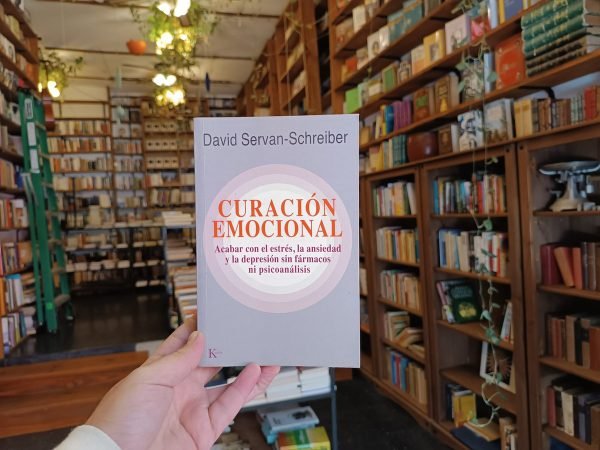 David Servan-Schreiber
CURACIÓN
EMOCIONAL
Acabar con el estrés, la ansiedad
y la depresión sin fármacos
ni psicoanálisis